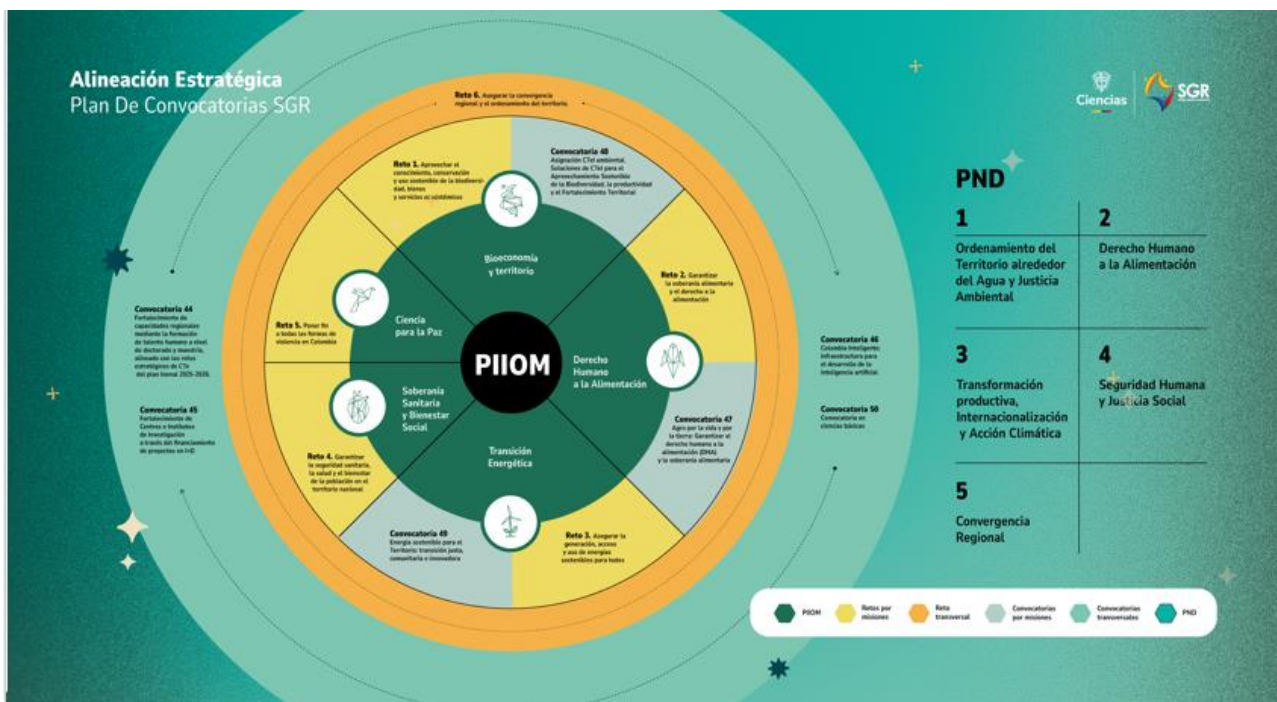 Alineación Estratégica
Plan De Convocatorias SGR
Ciencias
SGR
Reto 6. Asegurar la convergencia
regional y el ordenamiento del territorio.
Reto 1. Aprovechar el
conocimiento, conservación
y uso sostenible de la biodiversi-
dad, bienes
y servicios ecosistémicos
Convocatoria 48
Asignación CTeI ambiental.
Soluciones de CTeI para el
Aprovechamiento Sostenible
de la Biodiversidad, la productividad
y el Fortalecimiento Territorial
Bioeconomía
y territorio
Reto 2. Garantizar
la soberanía alimentaria
y el derecho a la
alimentación
Ciencia
para la Paz
Reto 5. Poner fin
a todas las formas de
violencia en Colombia
PIIOM
Derecho
Humano
a la Alimentación
Soberanía
Sanitaria
y Bienestar
Social
Convocatoria 44
Fortalecimiento de
capacidades regionales
mediante la formación
de talento humano a nivel
de doctorado y maestría,
alineado con los retos
estratégicos de CTeI
del plan bienal 2025-2026.
Convocatoria 45
Fortalecimiento de
Centros e Institutos
de Investigación
a través del financiamiento
de proyectos en I+D
Convocatoria 46
Colombia Inteligente:
Infraestructura para
el desarrollo de la
Inteligencia artificial.
Convocatoria 50
Convocatoria en
ciencias básicas
Convocatoria 47
Agro por la vida y por
la tierra: Garantizar el
derecho humano a la
alimentación (DHA)
y la soberanía alimentaria
Transición
Energética
Reto 4. Garantizar
la seguridad sanitaria,
la salud y el bienestar
de la población en el
territorio nacional
Convocatoria 49
Energía sostenible para el
Territorio: transición justa,
comunitaria e innovadora
Reto 3. Asegurar la
generación, acceso
y uso de energías
sostenibles para todos
PND
1
Ordenamiento del
Territorio alrededor
del Agua y Justicia
Ambiental
2
Derecho Humano
a la Alimentación
3
Transformación
productiva,
Internacionalización
y Acción Climática
4
Seguridad Humana
y Justicia Social
5
Convergencia
Regional
PIIOM
Retos por
misiones
Reto
transversal
Convocatorias
por misiones
Convocatorias
transversales
PND